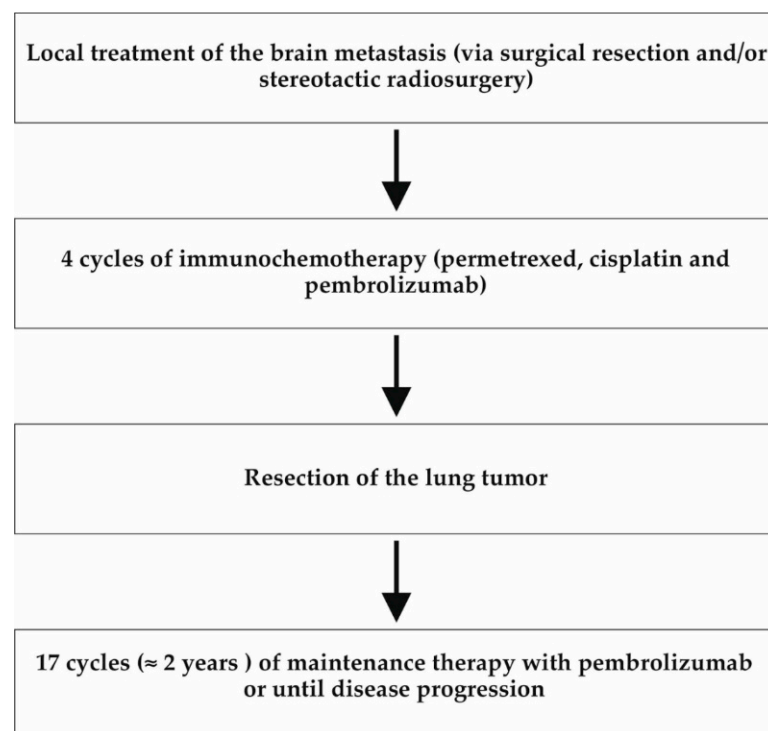 Local treatment of the brain metastasis (via surgical resection and/or
stereotactic radiosurgery)
4 cycles of immunochemotherapy (permetrexed, cisplatin and
pembrolizumab)
Resection of the lung tumor
17 cycles (≈ 2 years ) of maintenance therapy with pembrolizumab
or until disease progression